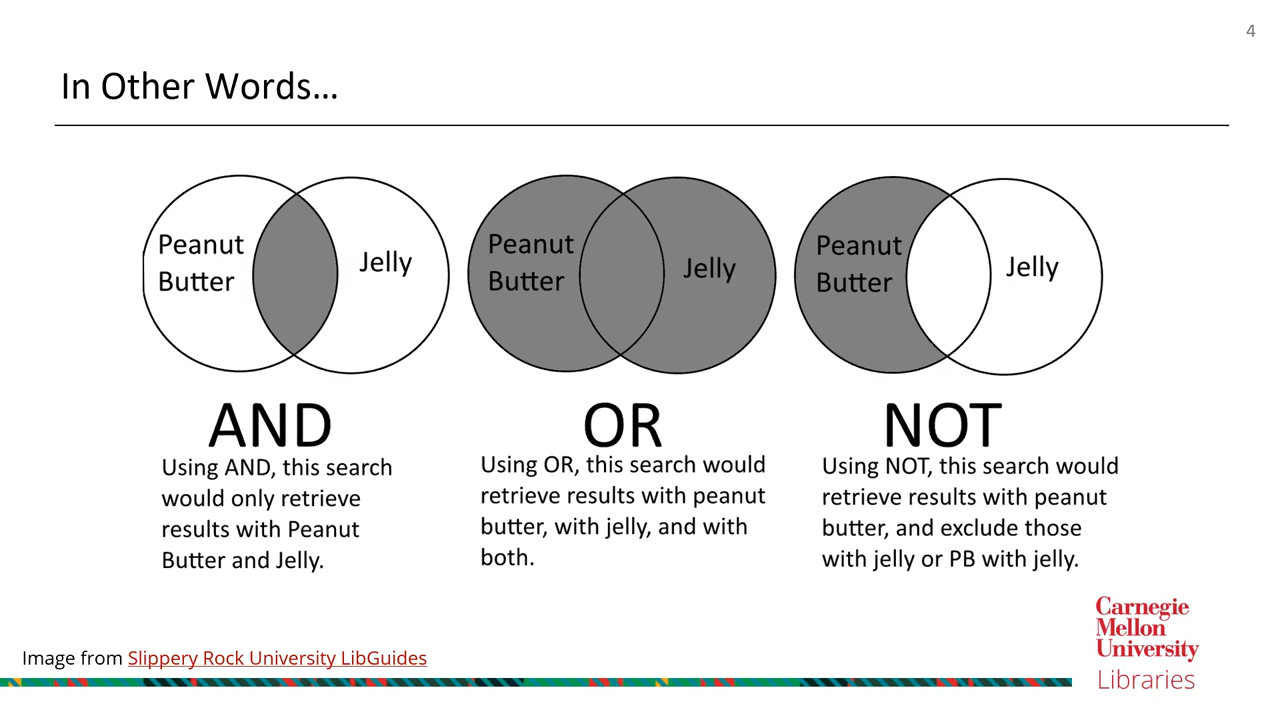 4
In Other Words...
Peanut
Butter
Jelly
Peanut
Butter
Jelly
Peanut
Butter
Jelly
AND
Using AND, this search
would only retrieve
results with Peanut
Butter and Jelly.
OR
Using OR, this search would
retrieve results with peanut
butter, with jelly, and with
both.
NOT
Using NOT, this search would
retrieve results with peanut
butter, and exclude those
with jelly or PB with jelly.
Image from Slippery Rock University LibGuides
Carnegie
Mellon
University
Libraries